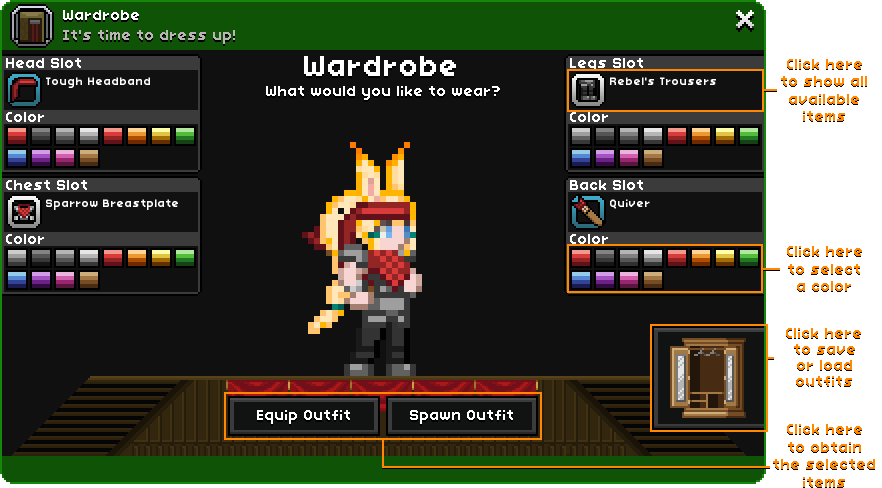 Wardrobe
It's time to dress up!
Head Slot
Tough Headband
Color
Chest Slot
Sparrow Breastplate
Color
Wardrobe
What would you like to wear?
Legs Slot
Rebel's Trousers
Color
Back Slot
Quiver
Color
Equip Outfit
Spawn Outfit
Click here
to show all
available
items
Click here
to select
a color
Click here
to save
or load
outfits
Click here
to obtain
the selected
items